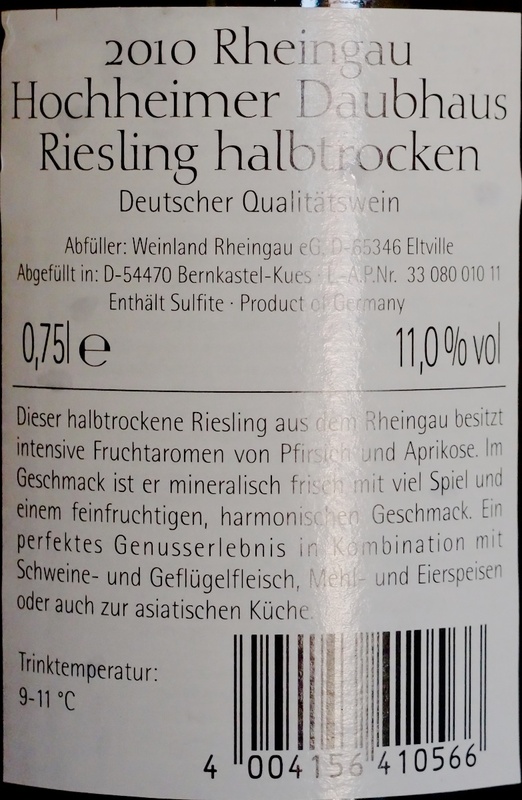 2010 Rheingau
Hochheimer Daubhaus
Riesling halbtrocken
Deutscher Qualitätswein
Abfüller: Weinland Rheingau eG, D-65346 Eltville
Abgefüllt in: D-54470 Bernkastel-Kues · L-A.P.Nr. 33 080 010 11
Enthält Sulfite · Product of Germany
0,75l e 11,0 % vol
Dieser halbtrockene Riesling aus dem Rheingau besitzt
intensive Fruchtaromen von Pfirsich und Aprikose. Im
Geschmack ist er mineralisch frisch mit viel Spiel und
einem feinfruchtigen, harmonischen Geschmack. Ein
perfektes Genusserlebnis in Kombination mit
Schweine- und Geflügelfleisch, Mehl- und Eierspeisen
oder auch zur asiatischen Küche.
Trinktemperatur:
9-11 °C
4 004156 410566